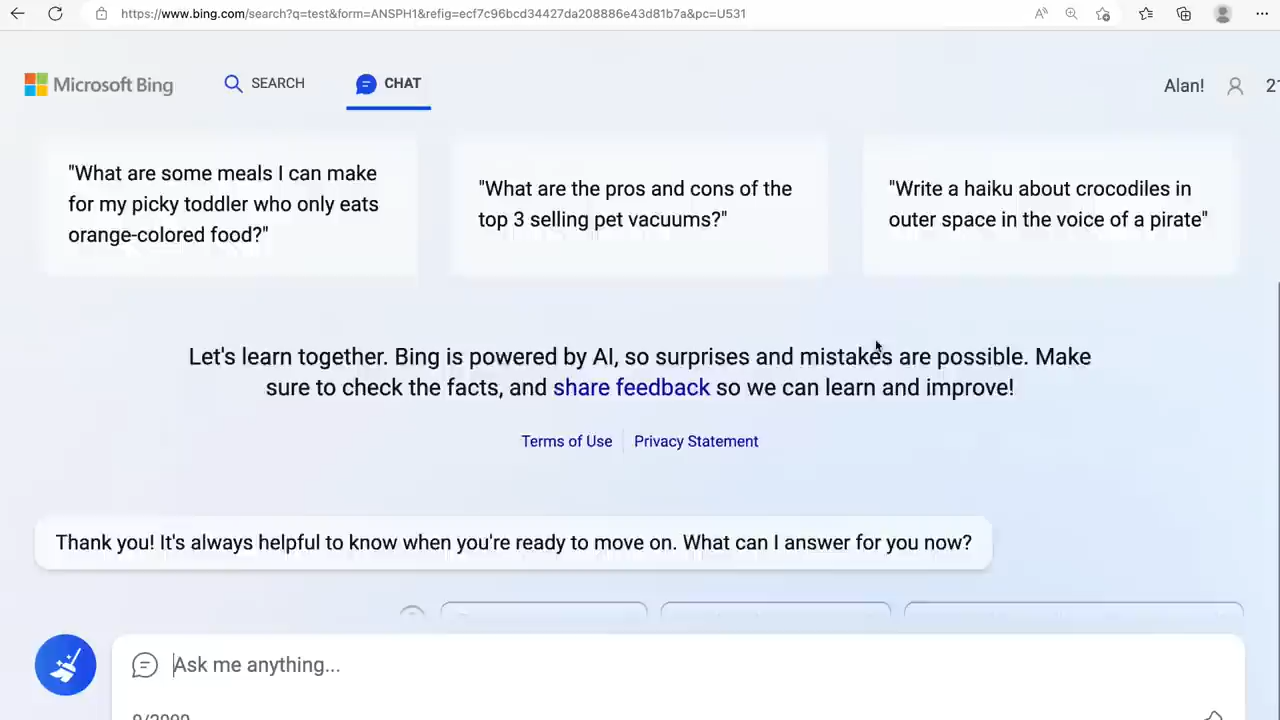 https://www.bing.com/search?q=test&form=ANSPH1&refig=ecf7c96bcd34427da208886e43d81b7a&pc=U531
Microsoft Bing
SEARCH
CHAT
Alan!
"What are some meals I can make
for my picky toddler who only eats
orange-colored food?"
"What are the pros and cons of the
top 3 selling pet vacuums?"
"Write a haiku about crocodiles in
outer space in the voice of a pirate"
Let's learn together. Bing is powered by AI, so surprises and mistakes are possible. Make
sure to check the facts, and share feedback so we can learn and improve!
Terms of Use
Privacy Statement
Thank you! It's always helpful to know when you're ready to move on. What can I answer for you now?
Ask me anything...